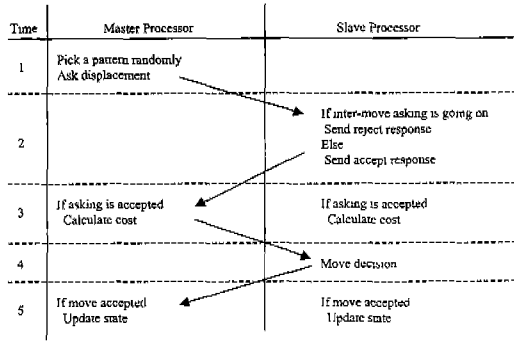 Time Master Processor Slave Processor
1 Pick a pattern randomly
Ask displacement
2 If inter-move asking is going on
Send reject response
Else
Send accept response
3 If asking is accepted If asking is accepted
Calculate cost Calculate cost
4 Move decision
5 If move accepted If move accepted
Update state Update state